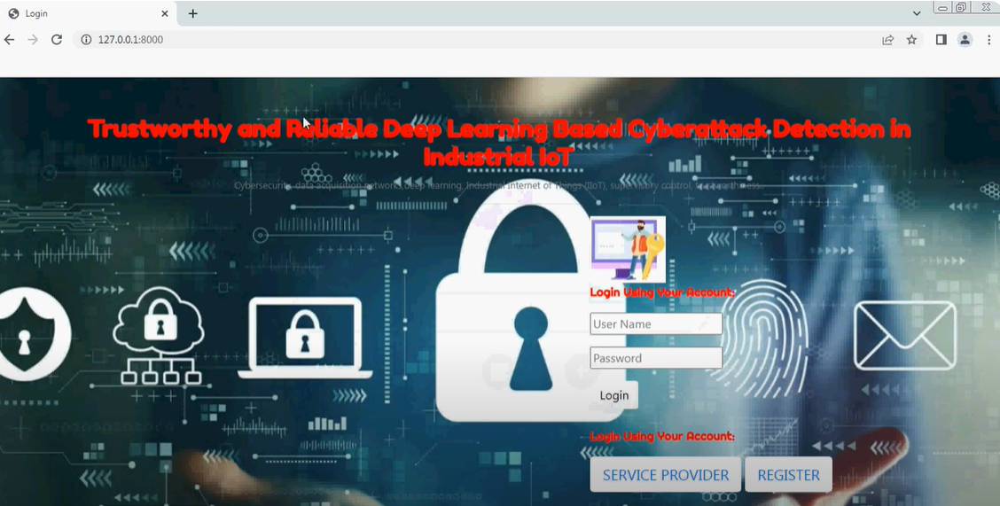 Login
127.0.0.1:8000
Trustworthy and Reliable Deep Learning Based Cyberattack Detection in
Industrial IoT
Cybersecurity, data acquisition networks, deep learning, Industrial Internet of Things (IIoT), supervisory control, trustworthiness.
Login Using Your Account:
User Name
Password
Login
Login Using Your Account:
SERVICE PROVIDER
REGISTER